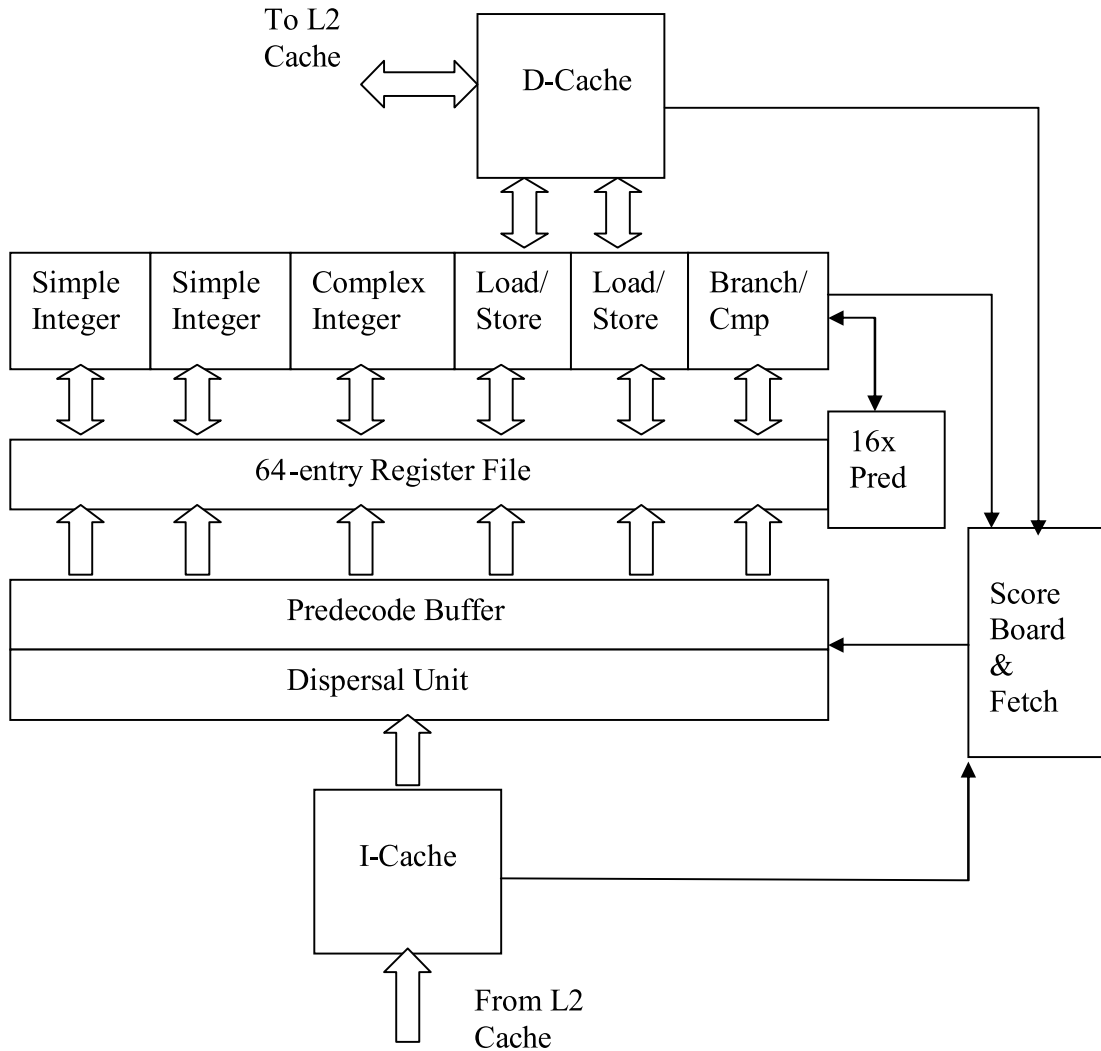 To L2
Cache
D-Cache
Simple
Integer
Simple
Integer
Complex
Integer
Load/
Store
Load/
Store
Branch/
Cmp
64-entry Register File
16x
Pred
Predecode Buffer
Dispersal Unit
Score
Board
&
Fetch
I-Cache
From L2
Cache